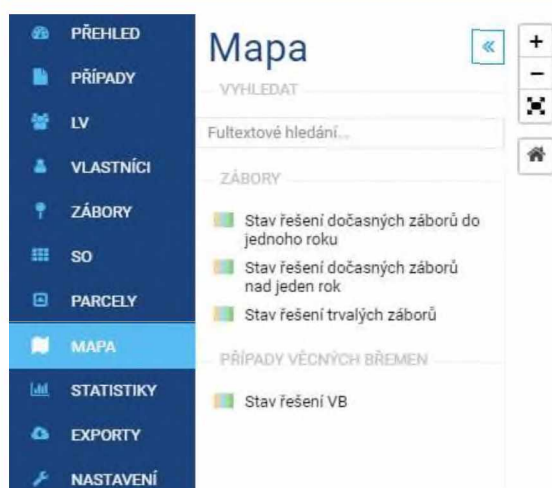 PŘEHLED
PŘÍPADY
LV
VLASTNÍCI
ZÁBORY
SO
PARCELY
MAPA
STATISTIKY
EXPORTY
NASTAVENÍ
Mapa
«
VYHLEDAT
Fultextové hledání...
ZÁBORY
Stav řešení dočasných záborů do
jednoho roku
Stav řešení dočasných záborů
nad jeden rok
Stav řešení trvalých záborů
PŘÍPADY VĚCNÝCH BŘEMEN
Stav řešení VB
+
−